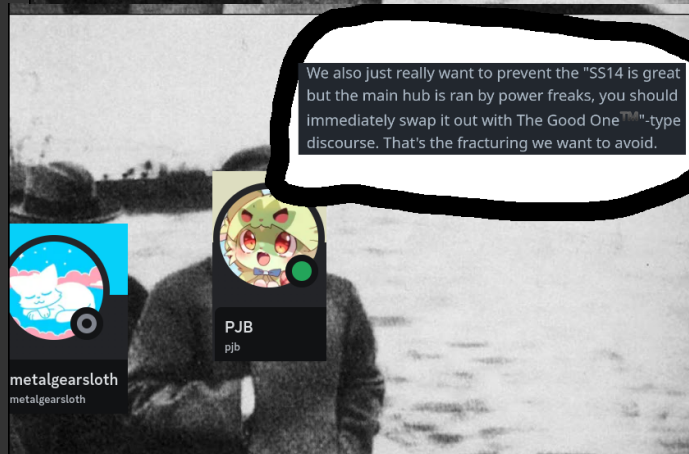 We also just really want to prevent the "SS14 is great
but the main hub is ran by power freaks, you should
immediately swap it out with The Good One™"-type
discourse. That's the fracturing we want to avoid.
PJB
pjb
metalgearsloth
metalgearsloth